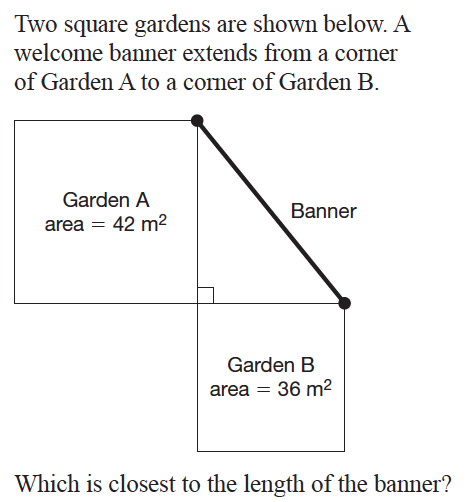 Two square gardens are shown below. A
welcome banner extends from a corner
of Garden A to a corner of Garden B.
Garden A
area = 42 m²
Banner
Garden B
area = 36 m²
Which is closest to the length of the banner?